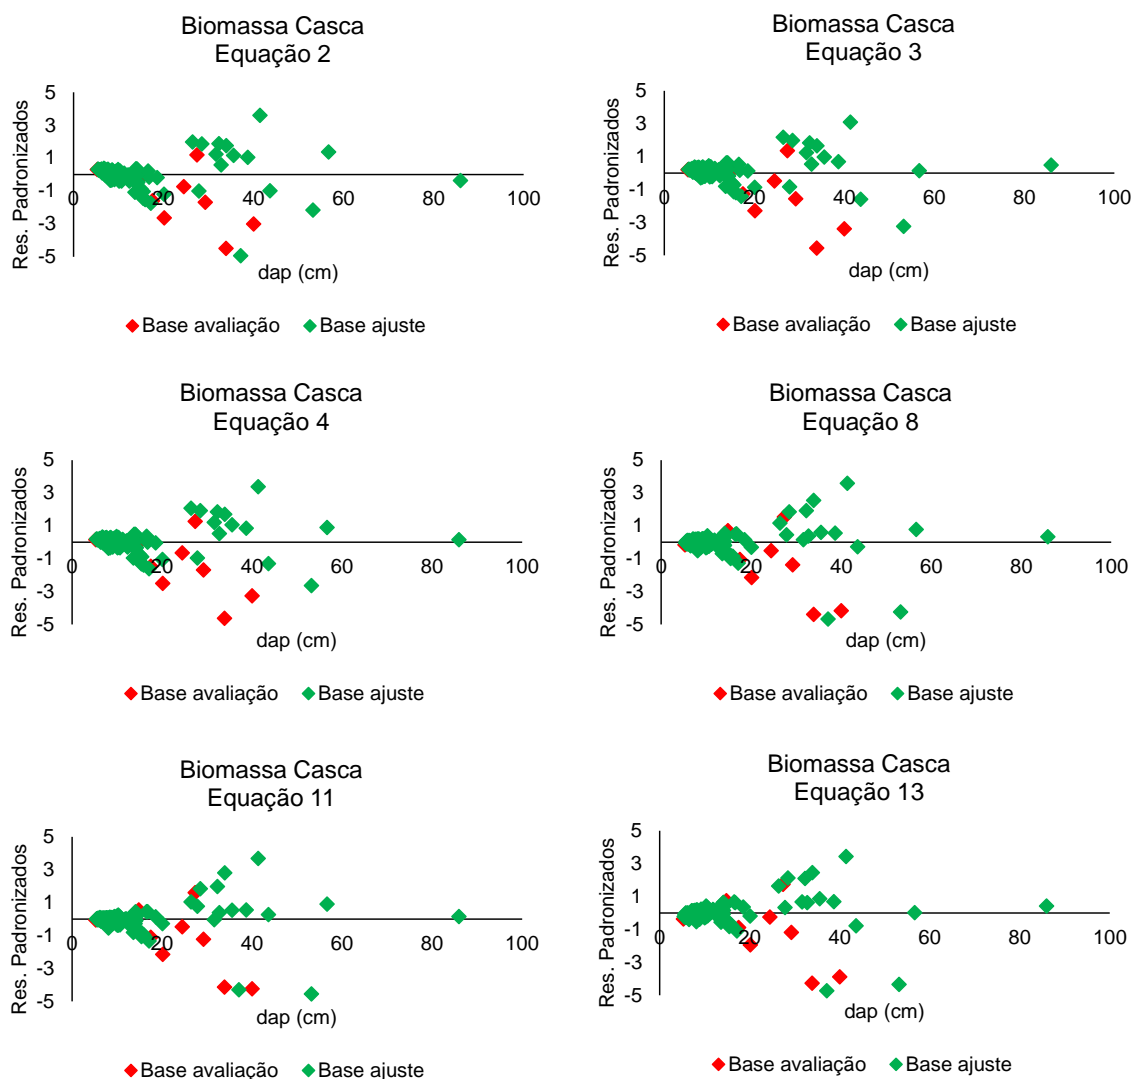 Biomassa Casca
Equação 2
5
3
1
-1
-3
-5
0
20
40
60
80
100
Res. Padronizados
dap (cm)
Base avaliação
Base ajuste
Biomassa Casca
Equação 3
5
3
1
-1
-3
-5
0
20
40
60
80
100
Res. Padronizados
dap (cm)
Base avaliação
Base ajuste
Biomassa Casca
Equação 4
5
3
1
-1
-3
-5
0
20
40
60
80
100
Res. Padronizados
dap (cm)
Base avaliação
Base ajuste
Biomassa Casca
Equação 8
5
3
1
-1
-3
-5
0
20
40
60
80
100
Res. Padronizados
dap (cm)
Base avaliação
Base ajuste
Biomassa Casca
Equação 11
5
3
1
-1
-3
-5
0
20
40
60
80
100
Res. Padronizados
dap (cm)
Base avaliação
Base ajuste
Biomassa Casca
Equação 13
5
3
1
-1
-3
-5
0
20
40
60
80
100
Res. Padronizados
dap (cm)
Base avaliação
Base ajuste